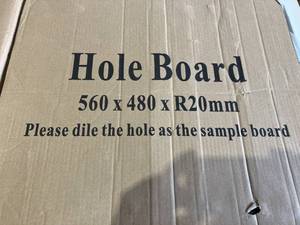 Hole Board
560 x 480 x R20mm
Please dile the hole as the sample board